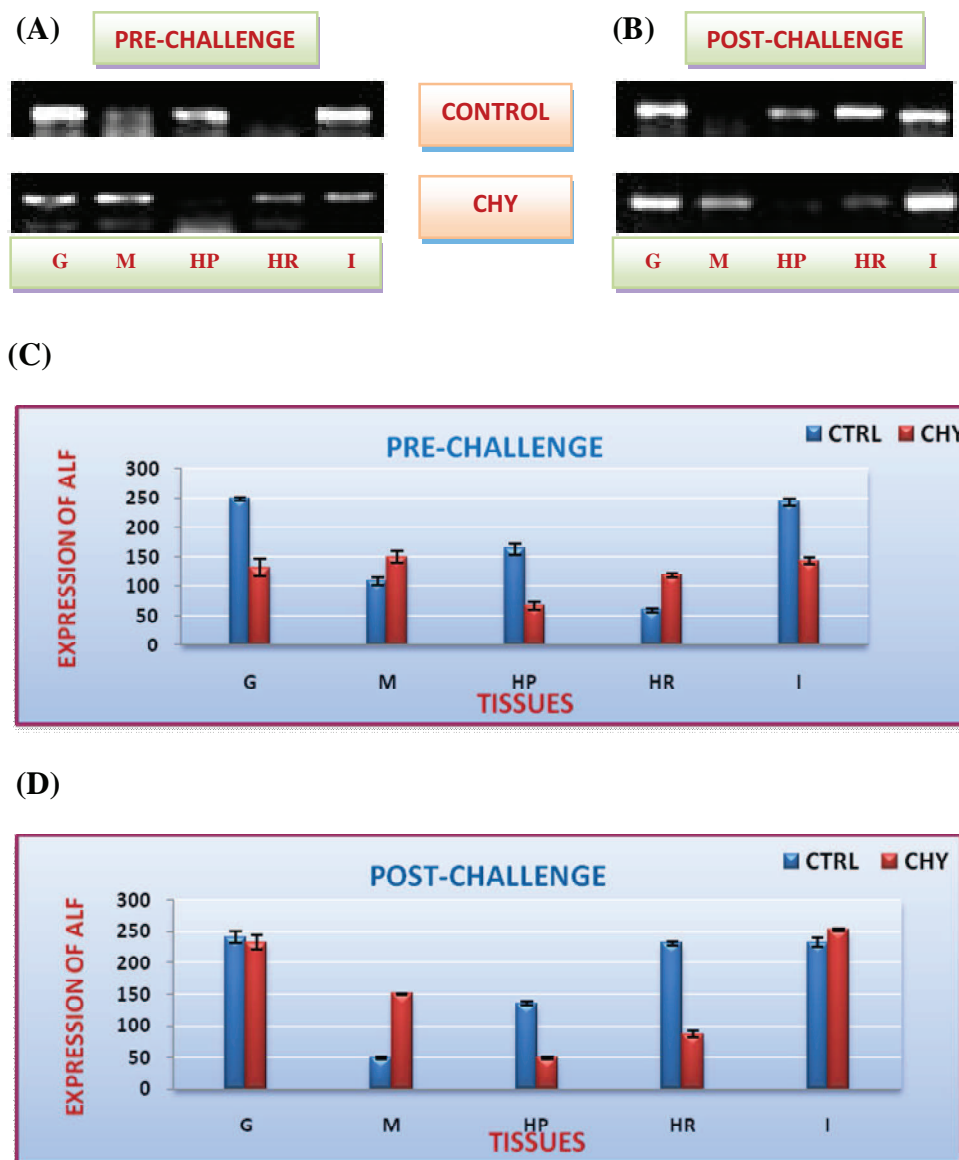 (A)
PRE-CHALLENGE
(B)
POST-CHALLENGE
CONTROL
CHY
G M HP HR I
G M HP HR I
(C)
PRE-CHALLENGE
CTRL CHY
EXPRESSION OF ALF
300
250
200
150
100
50
0
G M HP HR I
TISSUES
(D)
POST-CHALLENGE
CTRL CHY
EXPRESSION OF ALF
300
250
200
150
100
50
0
G M HP HR I
TISSUES